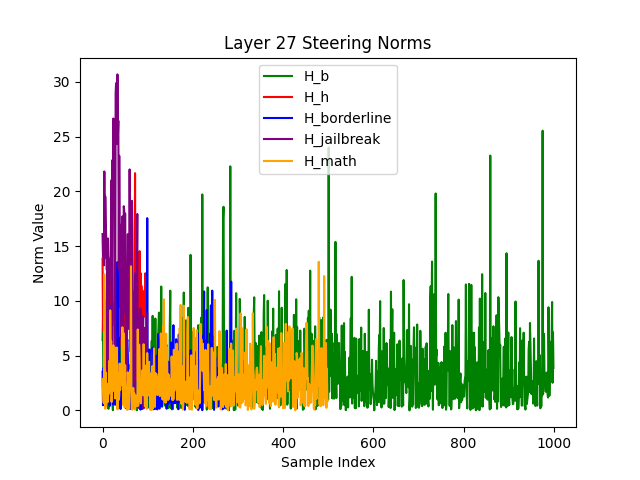 Layer 27 Steering Norms
H_b
H_h
H_borderline
H_jailbreak
H_math
Norm Value
30
25
20
15
10
5
0
0 200 400 600 800 1000
Sample Index